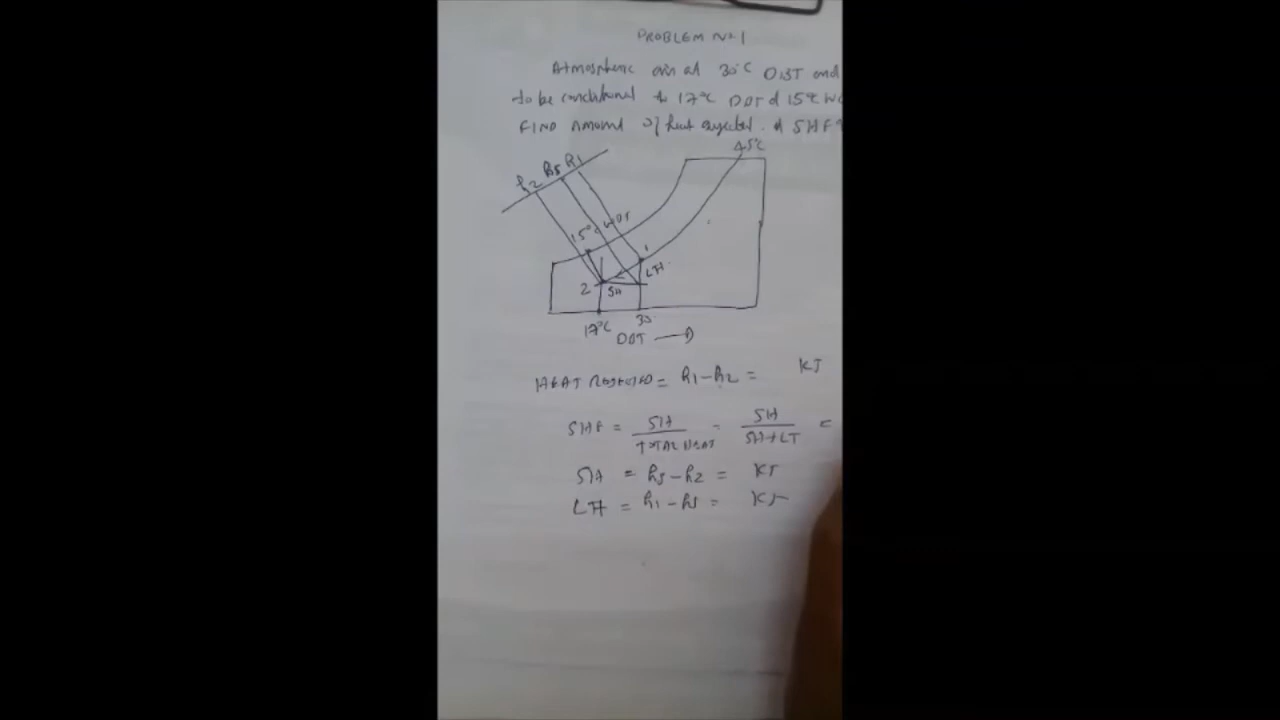 PROBLEM No 1
Atmospheric air at 30°C DBT and
to be conditioned to 17°C DBT & 15°C W
FIND Amount of heat rejected & SHF
45°C
h2 hs h1
15°C WBT
1
LH
2
SH
17°C
30
DBT
HEAT REJECTED = h1-h2 = KJ
SHF = SH / TOTAL HEAT = SH / SH+LT =
SH = hs-h2 = KJ
LH = h1-hs = KJ